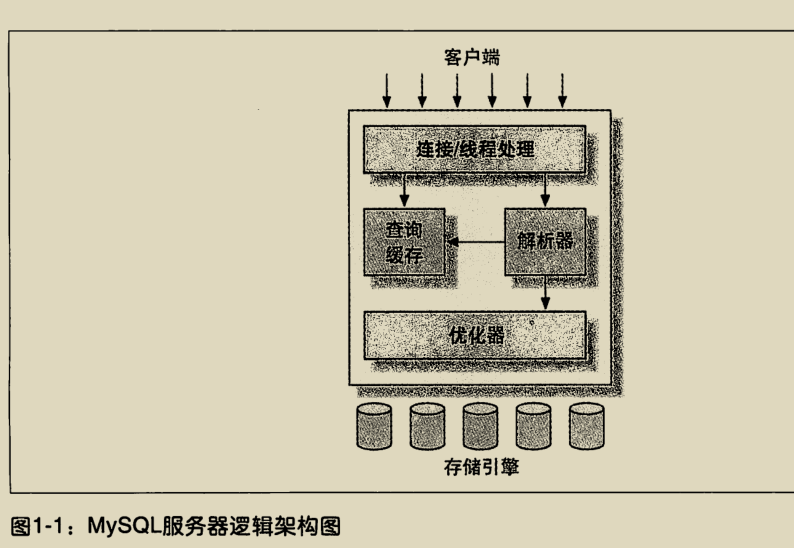 客户端
连接/线程处理
查询
缓存
解析器
优化器
存储引擎
图1-1：MySQL服务器逻辑架构图